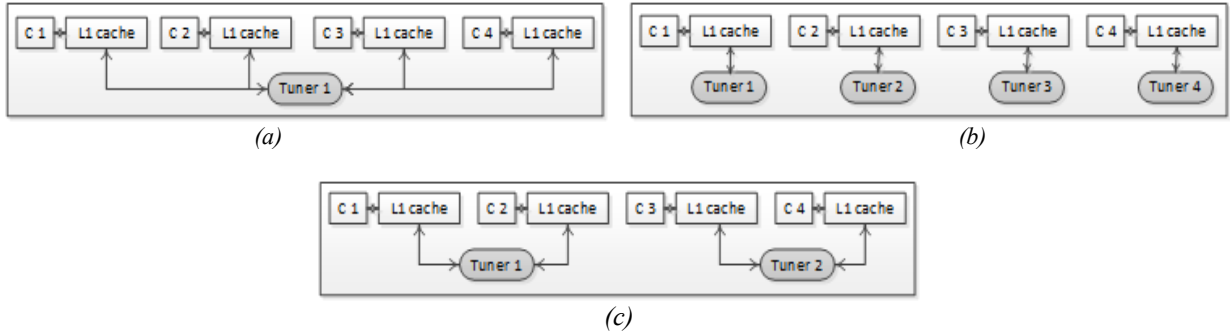 C 1 L1 cache C 2 L1 cache C 3 L1 cache C 4 L1 cache
Tuner 1
(a)
C 1 L1 cache C 2 L1 cache C 3 L1 cache C 4 L1 cache
Tuner 1 Tuner 2 Tuner 3 Tuner 4
(b)
C 1 L1 cache C 2 L1 cache C 3 L1 cache C 4 L1 cache
Tuner 1 Tuner 2
(c)